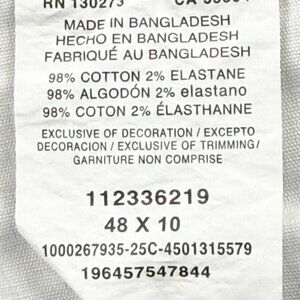 RN 130273
MADE IN BANGLADESH
HECHO EN BANGLADESH
FABRIQUÉ AU BANGLADESH
98% COTTON 2% ELASTANE
98% ALGODÓN 2% elastano
98% COTON 2% ÉLASTHANNE
EXCLUSIVE OF DECORATION / EXCEPTO
DECORACION / EXCLUSIVE OF TRIMMING/
GARNITURE NON COMPRISE
112336219
48 X 10
1000267935-25C-4501315579
196457547844